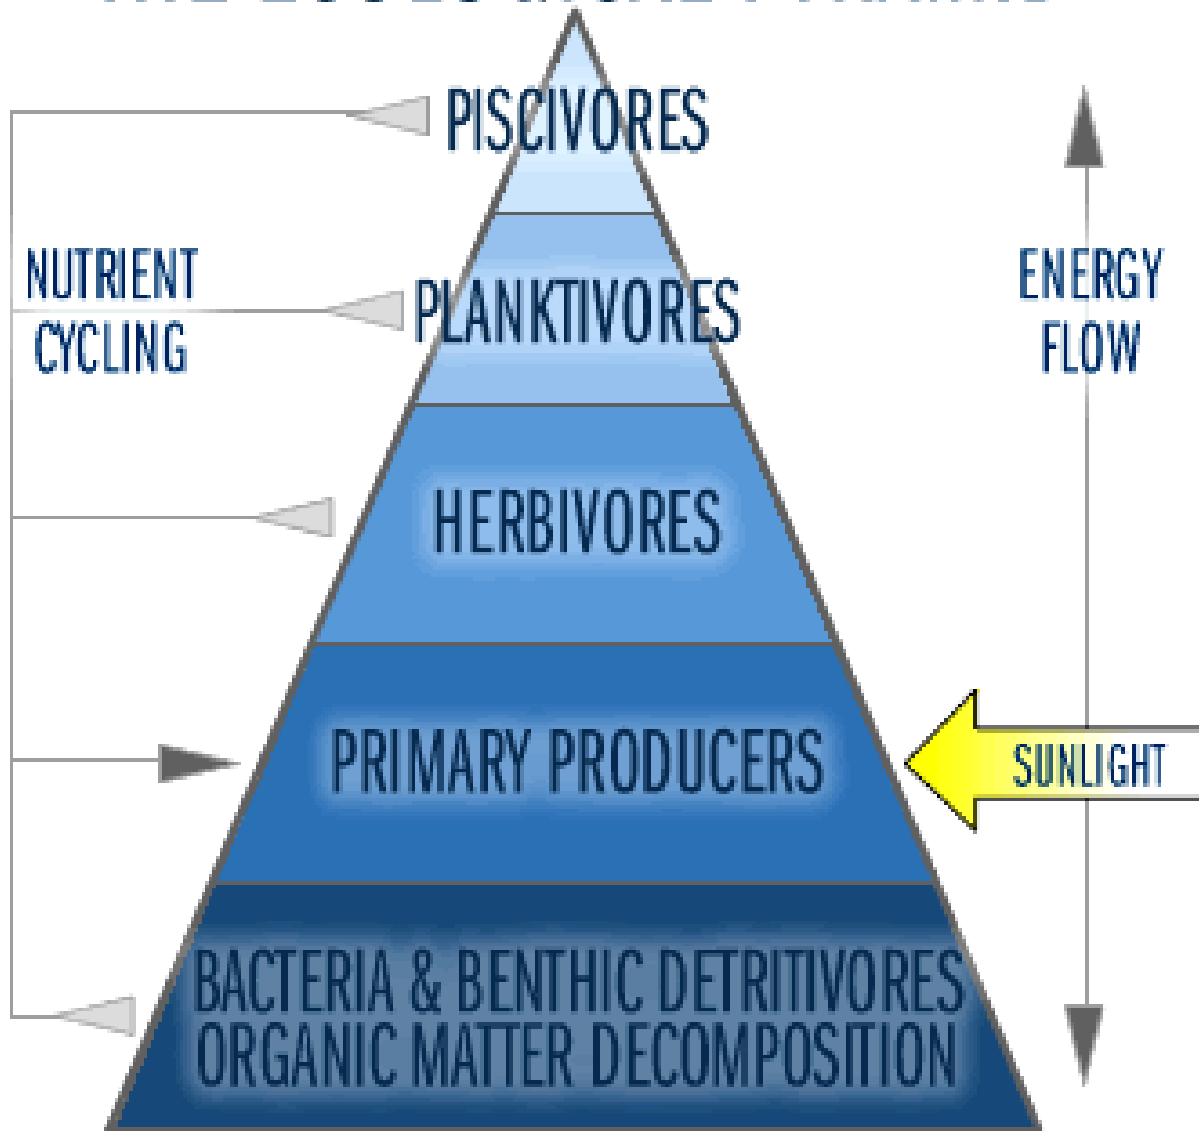 PISCIVORES
NUTRIENT
CYCLING
PLANKTIVORES
ENERGY
FLOW
HERBIVORES
PRIMARY PRODUCERS
SUNLIGHT
BACTERIA & BENTHIC DETRITIVORES
ORGANIC MATTER DECOMPOSITION